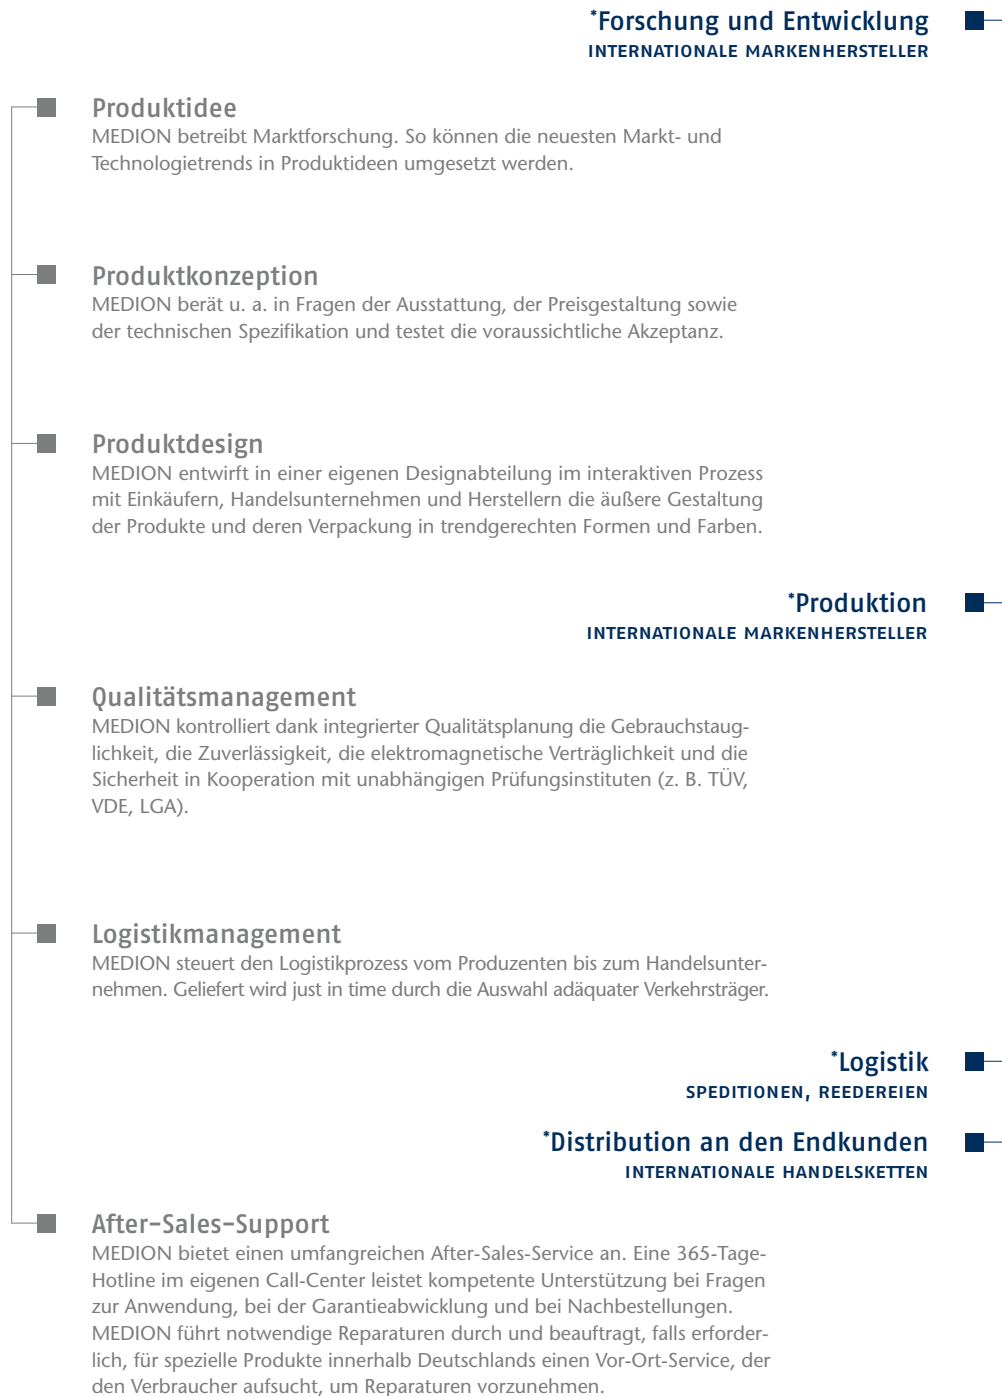 *Forschung und Entwicklung
INTERNATIONALE MARKENHERSTELLER
Produktidee
MEDION betreibt Marktforschung. So können die neuesten Markt- und
Technologietrends in Produktideen umgesetzt werden.
Produktkonzeption
MEDION berät u. a. in Fragen der Ausstattung, der Preisgestaltung sowie
der technischen Spezifikation und testet die voraussichtliche Akzeptanz.
Produktdesign
MEDION entwirft in einer eigenen Designabteilung im interaktiven Prozess
mit Einkäufern, Handelsunternehmen und Herstellern die äußere Gestaltung
der Produkte und deren Verpackung in trendgerechten Formen und Farben.
*Produktion
INTERNATIONALE MARKENHERSTELLER
Qualitätsmanagement
MEDION kontrolliert dank integrierter Qualitätsplanung die Gebrauchstaug-
lichkeit, die Zuverlässigkeit, die elektromagnetische Verträglichkeit und die
Sicherheit in Kooperation mit unabhängigen Prüfungsinstituten (z. B. TÜV,
VDE, LGA).
Logistikmanagement
MEDION steuert den Logistikprozess vom Produzenten bis zum Handelsunter-
nehmen. Geliefert wird just in time durch die Auswahl adäquater Verkehrsträger.
*Logistik
SPEDITIONEN, REEDEREIEN
*Distribution an den Endkunden
INTERNATIONALE HANDELSKETTEN
After-Sales-Support
MEDION bietet einen umfangreichen After-Sales-Service an. Eine 365-Tage-
Hotline im eigenen Call-Center leistet kompetente Unterstützung bei Fragen
zur Anwendung, bei der Garantieabwicklung und bei Nachbestellungen.
MEDION führt notwendige Reparaturen durch und beauftragt, falls erforder-
lich, für spezielle Produkte innerhalb Deutschlands einen Vor-Ort-Service, der
den Verbraucher aufsucht, um Reparaturen vorzunehmen.